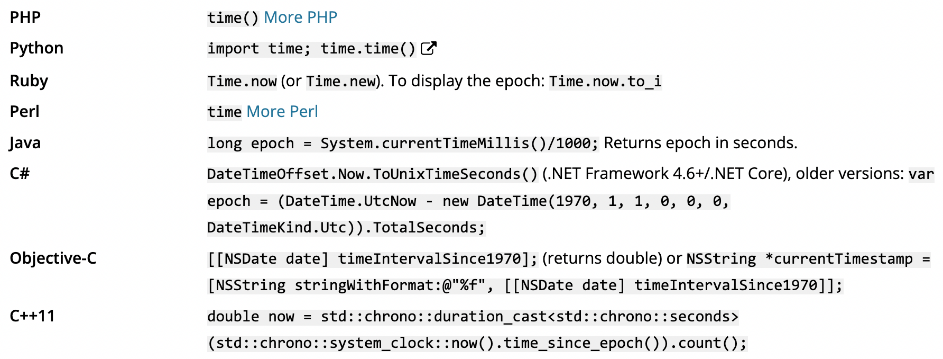 PHP time() More PHP
Python import time; time.time()
Ruby Time.now (or Time.new). To display the epoch: Time.now.to_i
Perl time More Perl
Java long epoch = System.currentTimeMillis()/1000; Returns epoch in seconds.
C# DateTimeOffset.Now.ToUnixTimeSeconds() (.NET Framework 4.6+/.NET Core), older versions: var
epoch = (DateTime.UtcNow - new DateTime(1970, 1, 1, 0, 0, 0,
DateTimeKind.Utc)).TotalSeconds;
Objective-C [[NSDate date] timeIntervalSince1970]; (returns double) or NSString *currentTimestamp =
[NSString stringWithFormat:@"%f", [[NSDate date] timeIntervalSince1970]];
C++11 double now = std::chrono::duration_cast<std::chrono::seconds>
(std::chrono::system_clock::now().time_since_epoch()).count();